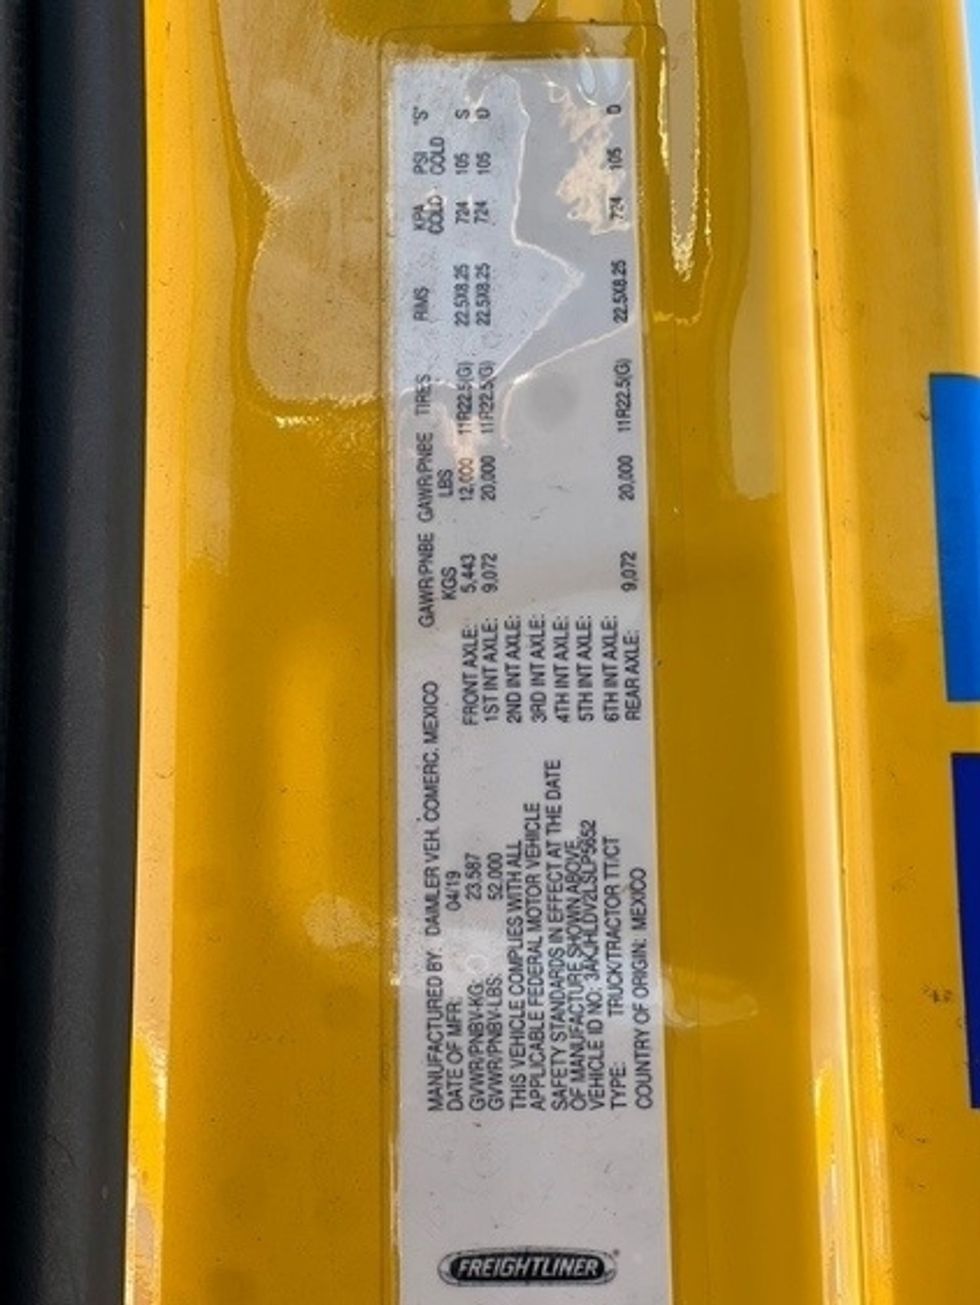 FREIGHTLINER
MANUFACTURED BY: DAIMLER VEH. COMERC. MEXICO
DATE OF MFR: 04/19
GVWR/PNBV-KG: 23,587
GVWR/PNBV-LBS: 52,000
THIS VEHICLE COMPLIES WITH ALL
APPLICABLE FEDERAL MOTOR VEHICLE
SAFETY STANDARDS IN EFFECT AT THE DATE
OF MANUFACTURE SHOWN ABOVE.
VEHICLE ID NO: 3AKJHLDV2LSLP5652
TYPE: TRUCK/TRACTOR TT/CT
COUNTRY OF ORIGIN: MEXICO
GAWR/PNBE GAWR/PNBE TIRES RIMS KPA PSI "S"
KGS LBS COLD COLD
FRONT AXLE: 5,443 12,000 11R22.5(G) 22.5X8.25 724 105 S
1ST INT AXLE: 9,072 20,000 11R22.5(G) 22.5X8.25 724 105 D
2ND INT AXLE:
3RD INT AXLE:
4TH INT AXLE:
5TH INT AXLE:
6TH INT AXLE:
REAR AXLE: 9,072 20,000 11R22.5(G) 22.5X8.25 724 105 D